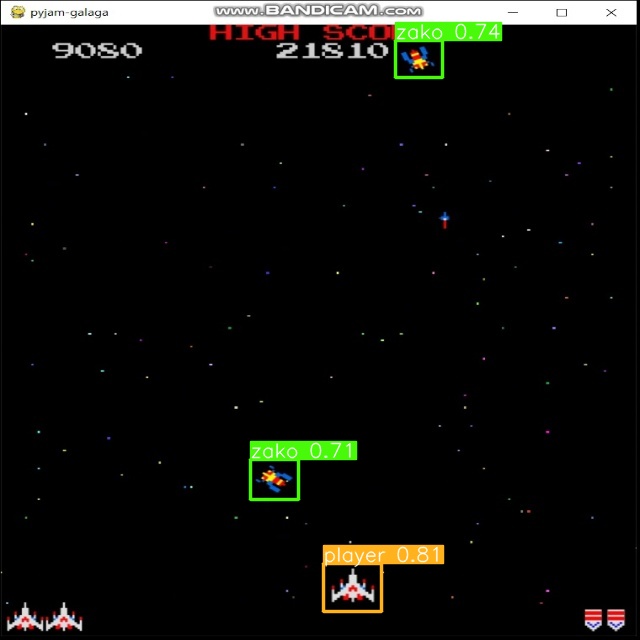 pyjam-galaga
www.BANDICAM.com
HIGH SCO
zako 0.74
9080
21810
zako 0.71
player 0.81